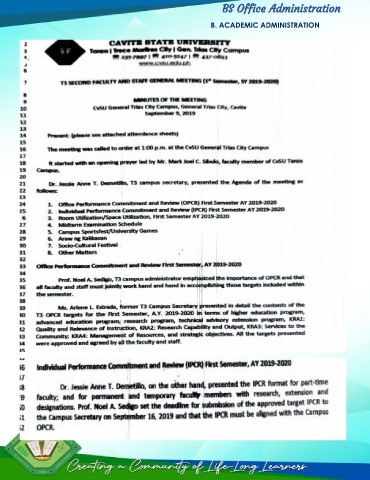 BS Office Administration
B. ACADEMIC ADMINISTRATION
CAVITE STATE UNIVERSITY
Tanza | Trece Martires City | Gen. Trias City Campus
www.cvsu.edu.ph
T3 SECOND FACULTY AND STAFF GENERAL MEETING (1st Semester, SY 2019-2020)
MINUTES OF THE MEETING
CvSU General Trias City Campus, General Trias City, Cavite
September 9, 2019
Present: (please see attached attendance sheets)
The meeting was called to order at 1:00 p.m. at the CvSU General Trias City Campus
It started with an opening prayer led by Mr. Mark Joel C. Sibulo, faculty member of CvSU Tanza
Campus.
Dr. Jessie Anne T. Demetillo, T3 campus secretary, presented the Agenda of the meeting as
follows:
1. Office Performance Commitment and Review (OPCR) First Semester AY 2019-2020
2. Individual Performance Commitment and Review (IPCR) First Semester AY 2019-2020
3. Room Utilization/Space Utilization, First Semester AY 2019-2020
4. Midterm Examination Schedule
5. Campus Sportsfest/University Games
6. Araw ng Kalikasan
7. Socio-Cultural Festival
8. Other Matters
Office Performance Commitment and Review First Semester, AY 2019-2020
Prof. Noel A. Sedigo, T3 campus administrator emphasized the importance of OPCR and that
all faculty and staff must jointly work hand and hand in accomplishing those targets included within
the semester.
Ms. Arlene L. Estrada, former T3 Campus Secretary presented in detail the contents of the
T3 OPCR targets for the First Semester, A.Y. 2019-2020 in terms of higher education program,
advanced education program, research program, technical advisory extension program, KRA1:
Quality and Relevance of Instruction, KRA2: Research Capability and Output, KRA3: Services to the
Community; KRA4: Management of Resources, and strategic objectives. All the targets presented
were approved and agreed by all the faculty and staff.
Individual Performance Commitment and Review (IPCR) First Semester, AY 2019-2020
Dr. Jessie Anne T. Demetillo, on the other hand, presented the IPCR format for part-time
faculty; and for permanent and temporary faculty members with research, extension and
designations. Prof. Noel A. Sedigo set the deadline for submission of the approved target IPCR to
the Campus Secretary on September 16, 2019 and that the IPCR must be aligned with the Campus
OPCR.
Creating a Community of Life-Long Learners